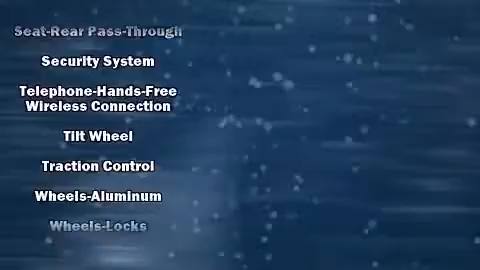 Seat-Rear Pass-Through
Security System
Telephone-Hands-Free
Wireless Connection
Tilt Wheel
Traction Control
Wheels-Aluminum
Wheels-Locks